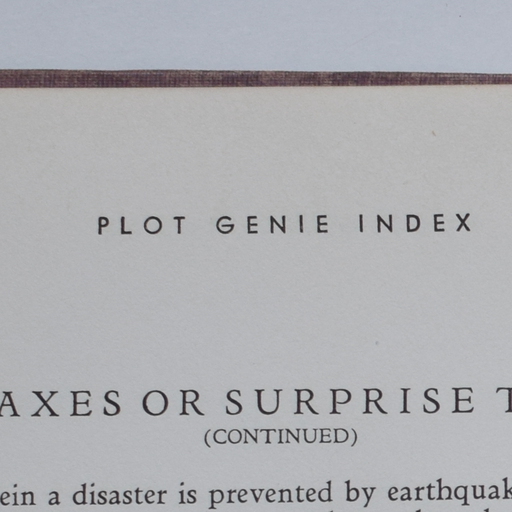 PLOT GENIE INDEX
AXES OR SURPRISE T
(CONTINUED)
ein a disaster is prevented by earthquak